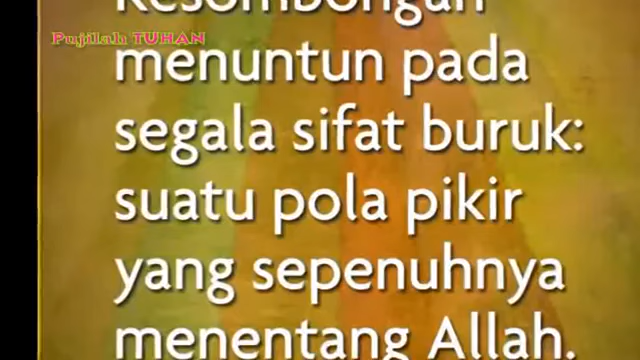 Kesombongan
Pujilah TUHAN
menuntun pada
segala sifat buruk:
suatu pola pikir
yang sepenuhnya
menentang Allah.